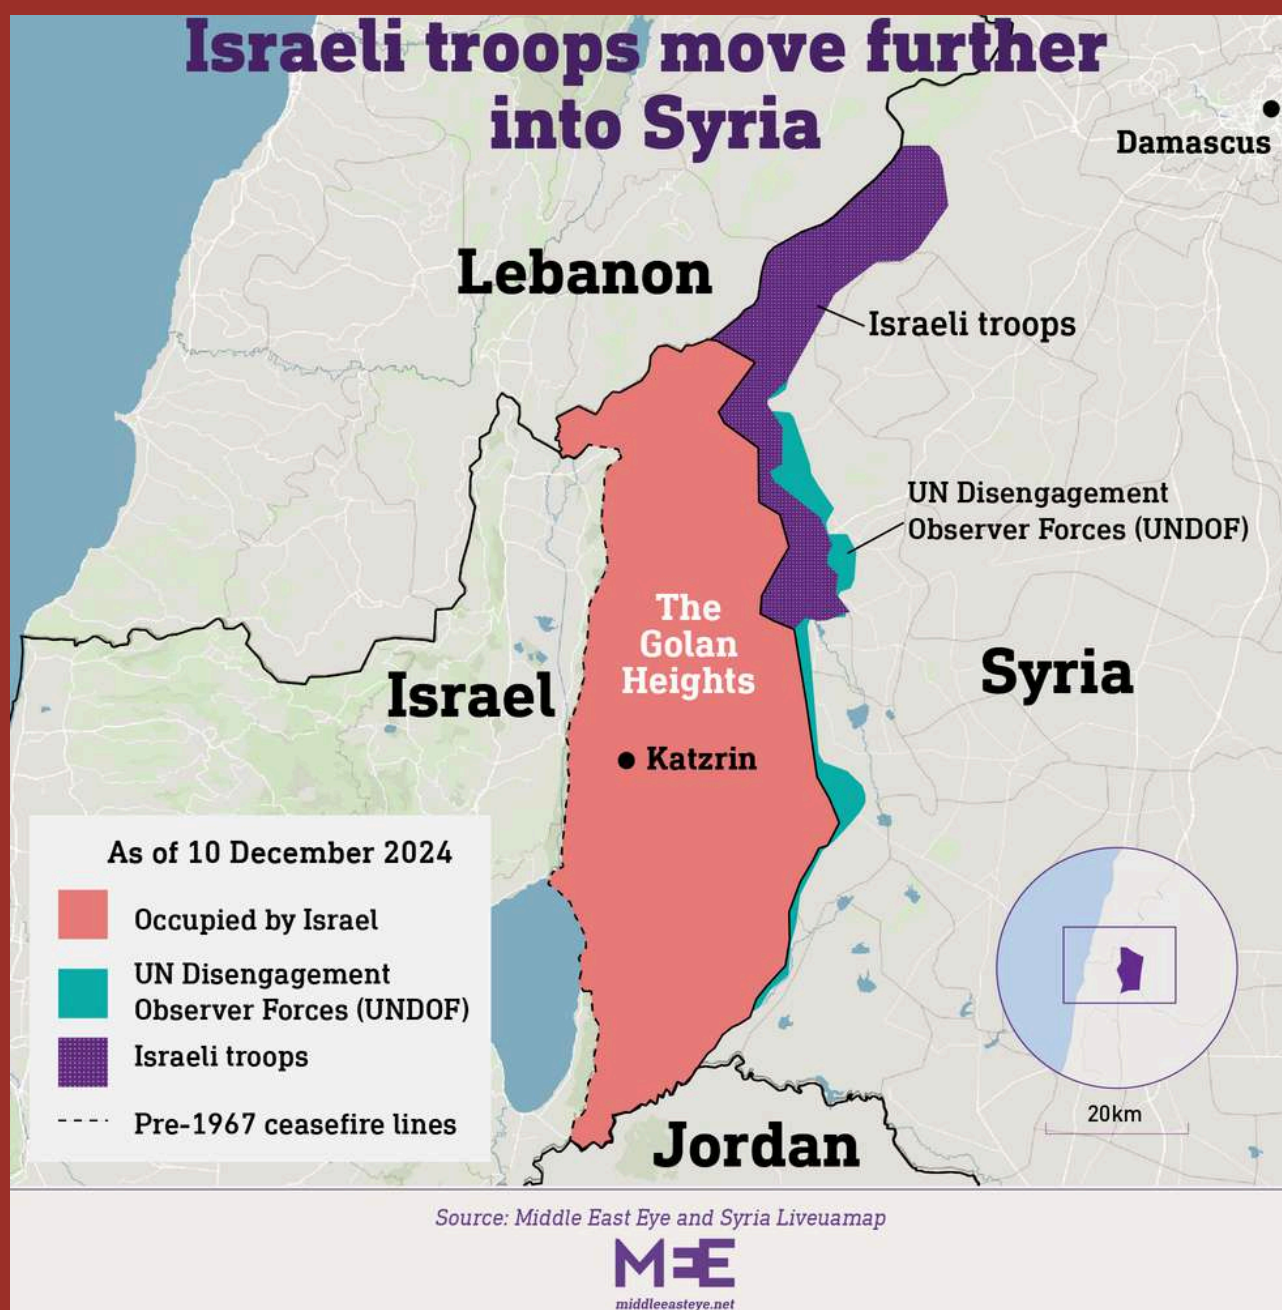 Israeli troops move further
into Syria
Damascus
Lebanon
Israeli troops
UN Disengagement
Observer Forces (UNDOF)
The
Golan
Heights
Syria
Israel
Katzrin
As of 10 December 2024
Occupied by Israel
UN Disengagement
Observer Forces (UNDOF)
Israeli troops
Pre-1967 ceasefire lines
20km
Jordan
Source: Middle East Eye and Syria Liveuamap
MEE
middleeasteye.net